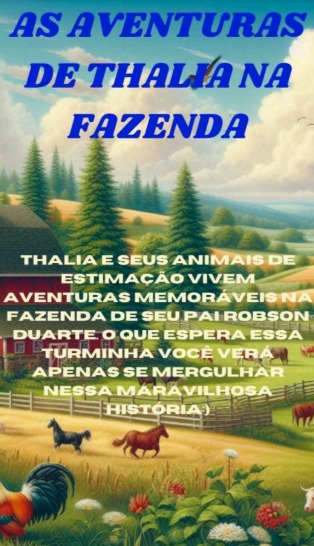 AS AVENTURAS
DE THALIA NA
FAZENDA
THALIA E SEUS ANIMAIS DE
ESTIMAÇÃO VIVEM
AVENTURAS MEMORÁVEIS NA
FAZENDA DE SEU PAI ROBSON
DUARTE. O QUE ESPERA ESSA
TURMINHA VOCÊ VERÁ
APENAS SE MERGULHAR
NESSA MARAVILHOSA
HISTÓRIA:)